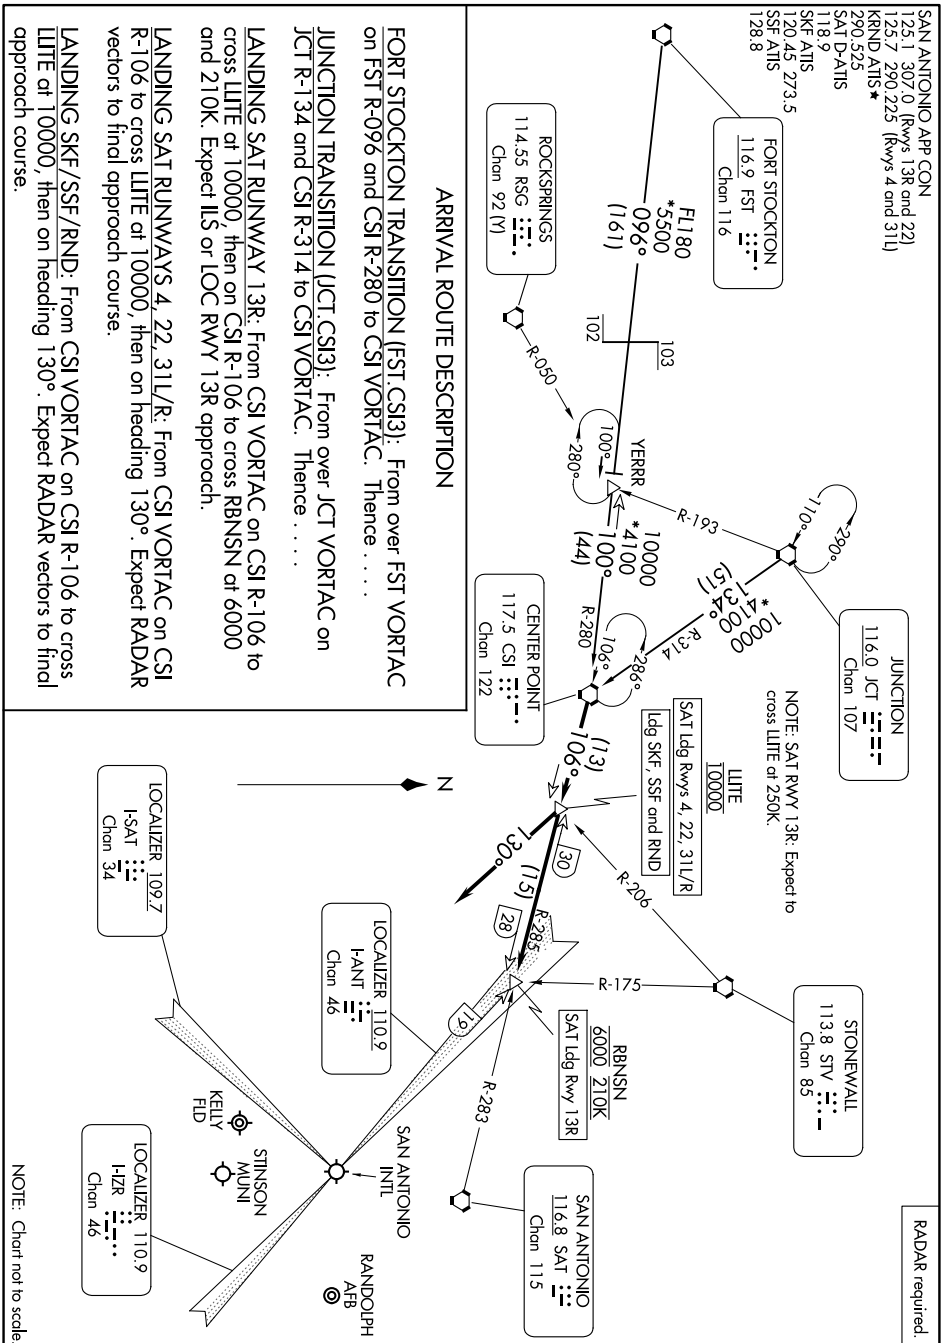 SAN ANTONIO APP CON
125.1 307.0 (Rwys 13R and 22)
125.7 290.225 (Rwys 4 and 31L)
KRND ATIS★
290.525
SAT D-ATIS
118.9
SKF ATIS
120.45 273.5
SSF ATIS
128.8
RADAR required.
FORT STOCKTON
116.9 FST
Chan 116
JUNCTION
116.0 JCT
Chan 107
NOTE: SAT RWY 13R: Expect to
cross LLITE at 250K.
STONEWALL
113.8 STV
Chan 85
ROCKSPRINGS
114.55 RSG
Chan 92 (Y)
FL180
*5500
096°
(161)
103
102
R-050
YERRR
100°
280°
R-193
110°
290°
10000
*4100
134°
(51)
R-314
10000
*4100
100°
(44)
R-280
106°
286°
CENTER POINT
117.5 CSI
Chan 122
LLITE
10000
SAT Ldg Rwys 4, 22, 31L/R
Ldg SKF, SSF and RND
(13)
106°
130°
30
(15)
R-285
28
R-206
R-175
RBNSN
6000 210K
SAT Ldg Rwy 13R
19
R-283
SAN ANTONIO
116.8 SAT
Chan 115
N
LOCALIZER 110.9
I-ANT
Chan 46
LOCALIZER 109.7
I-SAT
Chan 34
LOCALIZER 110.9
I-IZR
Chan 46
SAN ANTONIO
INTL
KELLY
FLD
STINSON
MUNI
RANDOLPH
AFB
NOTE: Chart not to scale.
ARRIVAL ROUTE DESCRIPTION
FORT STOCKTON TRANSITION (FST.CSI3): From over FST VORTAC
on FST R-096 and CSI R-280 to CSI VORTAC. Thence . . . .
JUNCTION TRANSITION (JCT.CSI3): From over JCT VORTAC on
JCT R-134 and CSI R-314 to CSI VORTAC. Thence . . . .
LANDING SAT RUNWAY 13R: From CSI VORTAC on CSI R-106 to
cross LLITE at 10000, then on CSI R-106 to cross RBNSN at 6000
and 210K. Expect ILS or LOC RWY 13R approach.
LANDING SAT RUNWAYS 4, 22, 31L/R: From CSI VORTAC on CSI
R-106 to cross LLITE at 10000, then on heading 130°. Expect RADAR
vectors to final approach course.
LANDING SKF/SSF/RND: From CSI VORTAC on CSI R-106 to cross
LLITE at 10000, then on heading 130°. Expect RADAR vectors to final
approach course.